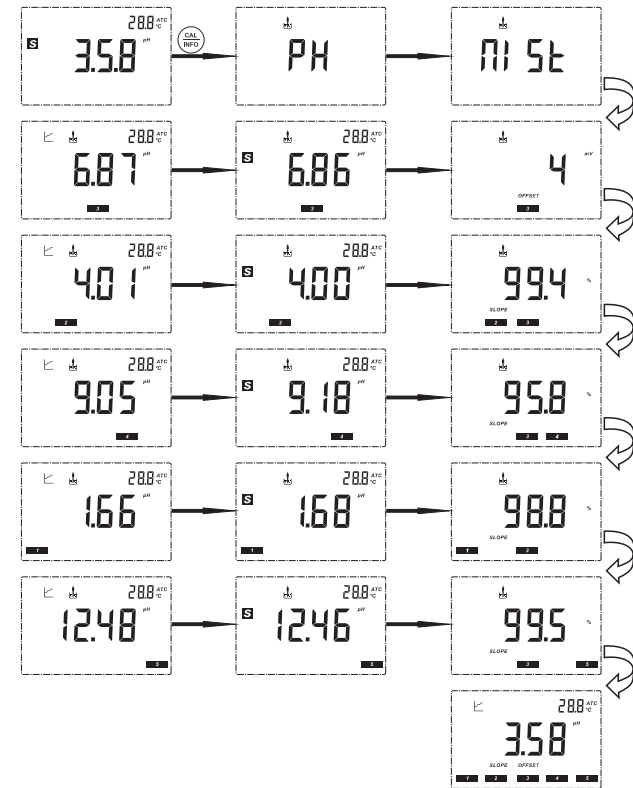 28.8 ATC °C
S 3.5.8 pH
CAL INFO
PH
NISt
28.8 ATC °C
6.87 pH
3
28.8 ATC °C
S 6.86 pH
3
4 mV
OFFSET
3
28.8 ATC °C
4.01 pH
2
28.8 ATC °C
S 4.00 pH
2
99.4 %
SLOPE
2 3
28.8 ATC °C
9.05 pH
4
28.8 ATC °C
S 9.18 pH
4
95.8 %
SLOPE
3 4
28.8 ATC °C
1.66 pH
1
28.8 ATC °C
S 1.68 pH
1
98.8 %
SLOPE
1 3
28.8 ATC °C
12.48 pH
5
28.8 ATC °C
S 12.46 pH
5
99.5 %
SLOPE
3 5
28.8 ATC °C
3.58 pH
SLOPE OFFSET
1 2 3 4 5